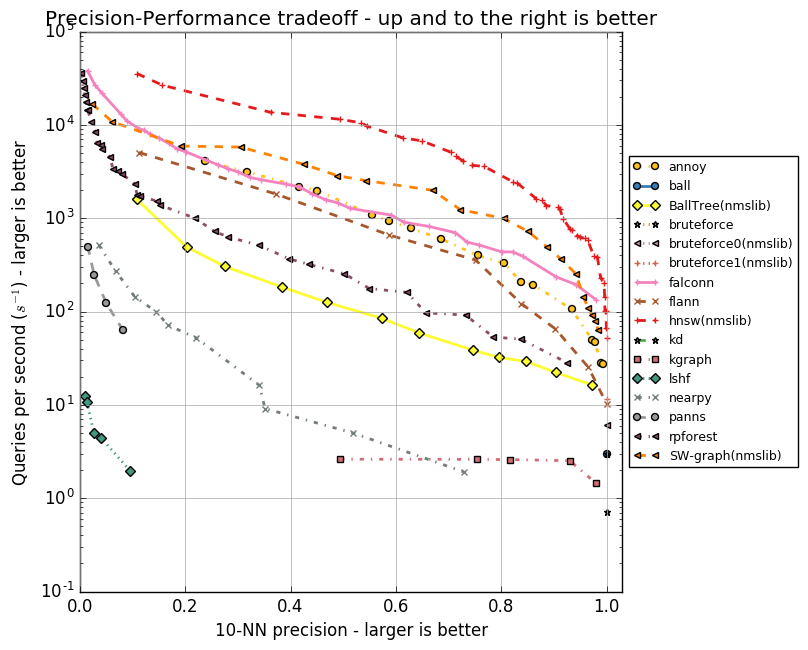 Precision-Performance tradeoff - up and to the right is better
Queries per second (s⁻¹) - larger is better
10⁵
10⁴
10³
10²
10¹
10⁰
10⁻¹
0.0 0.2 0.4 0.6 0.8 1.0
10-NN precision - larger is better
annoy
ball
BallTree(nmslib)
bruteforce
bruteforce0(nmslib)
bruteforce1(nmslib)
falconn
flann
hnsw(nmslib)
kd
kgraph
lshf
nearpy
panns
rpforest
SW-graph(nmslib)